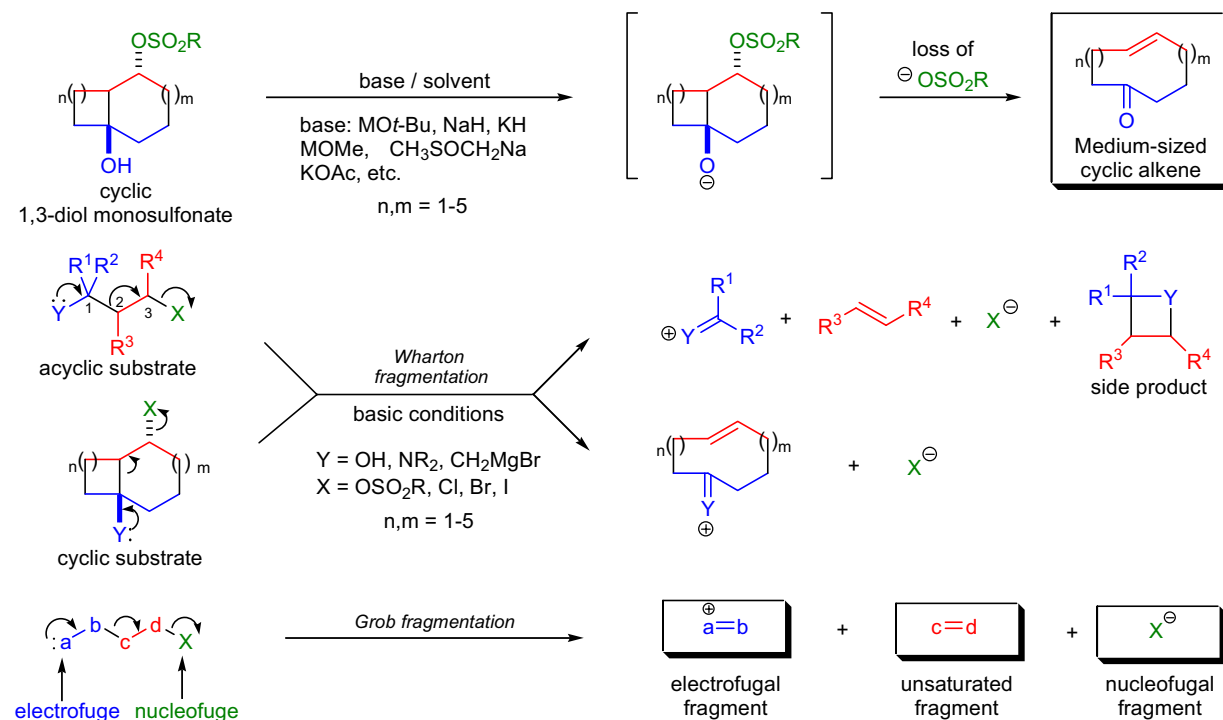 OSO2R
n( )
( )m
OH
cyclic
1,3-diol monosulfonate
base / solvent
base: MOt-Bu, NaH, KH
MOMe, CH3SOCH2Na
KOAc, etc.
n,m = 1-5
OSO2R
n( )
( )m
O
⊖
loss of
⊖ OSO2R
n( )
( )m
O
Medium-sized
cyclic alkene
R1 R2 R4
:Y 1 2 3 X
R3
acyclic substrate
X
n( )
( ) m
Y:
cyclic substrate
Wharton
fragmentation
basic conditions
Y = OH, NR2, CH2MgBr
X = OSO2R, Cl, Br, I
n,m = 1-5
R1
⊕ Y R2
+
R3 R4
+
X⊖
+
R2
R1 Y
R3 R4
side product
n( )
( )m
Y
⊕
+
X⊖
:a b c d X
electrofuge nucleofuge
Grob fragmentation
⊕
a=b
+
c=d
+
X⊖
electrofugal
fragment
unsaturated
fragment
nucleofugal
fragment